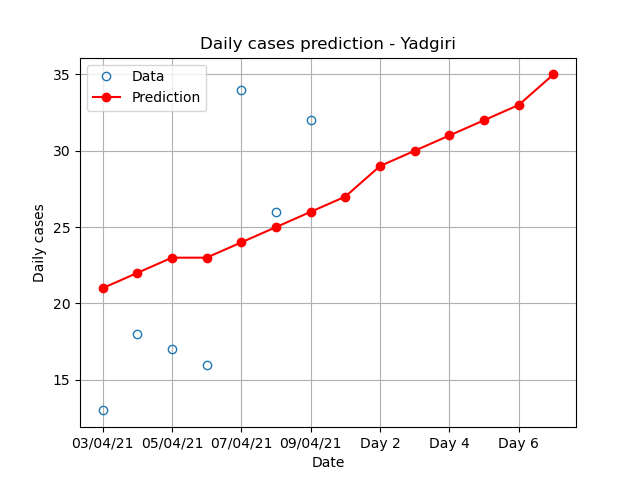 Daily cases prediction - Yadgiri
Data
Prediction
35
30
25
20
15
Daily cases
03/04/21 05/04/21 07/04/21 09/04/21 Day 2 Day 4 Day 6
Date